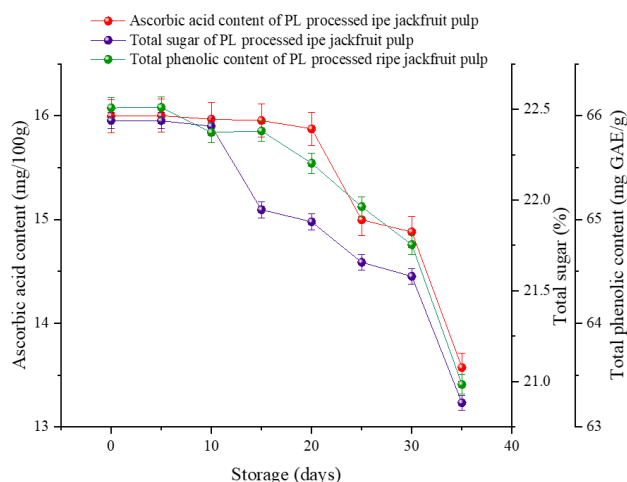 Ascorbic acid content of PL processed ipe jackfruit pulp
Total sugar of PL processed ipe jackfruit pulp
Total phenolic content of PL processed ripe jackfruit pulp
Ascorbic acid content (mg/100g)
16
15
14
13
0
10
20
30
40
Storage (days)
22.5
22.0
21.5
21.0
Total sugar (%)
66
65
64
63
Total phenolic content (mg GAE/g)